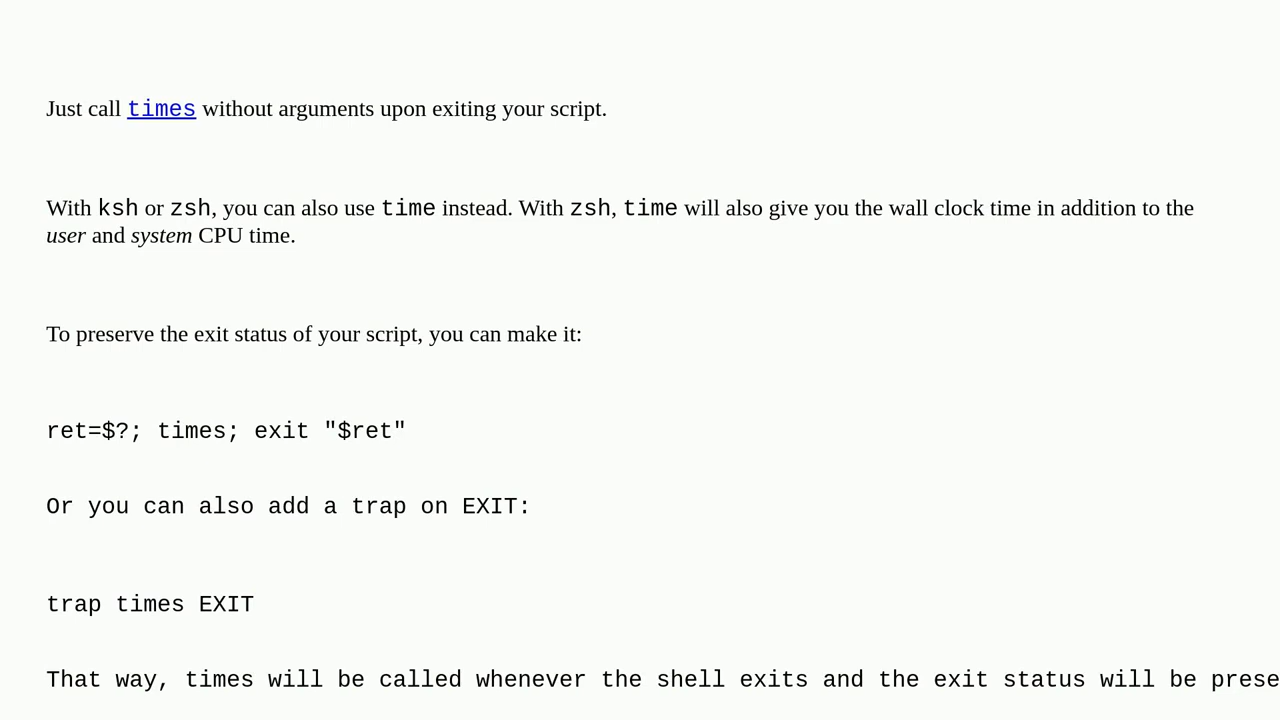 Just call times without arguments upon exiting your script.
With ksh or zsh, you can also use time instead. With zsh, time will also give you the wall clock time in addition to the
user and system CPU time.
To preserve the exit status of your script, you can make it:
ret=$?; times; exit "$ret"
Or you can also add a trap on EXIT:
trap times EXIT
That way, times will be called whenever the shell exits and the exit status will be prese